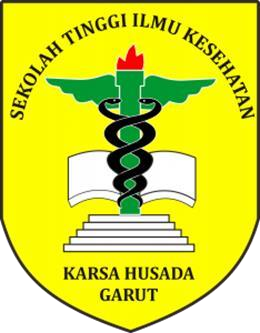 SEKOLAH TINGGI ILMU KESEHATAN
KARSA HUSADA
GARUT